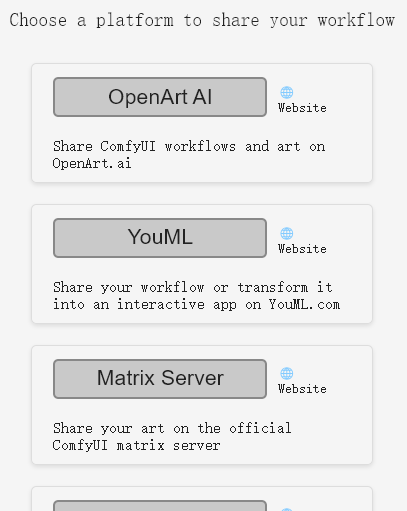 Choose a platform to share your workflow
OpenArt AI
Website
Share ComfyUI workflows and art on
OpenArt.ai
YouML
Website
Share your workflow or transform it
into an interactive app on YouML.com
Matrix Server
Website
Share your art on the official
ComfyUI matrix server